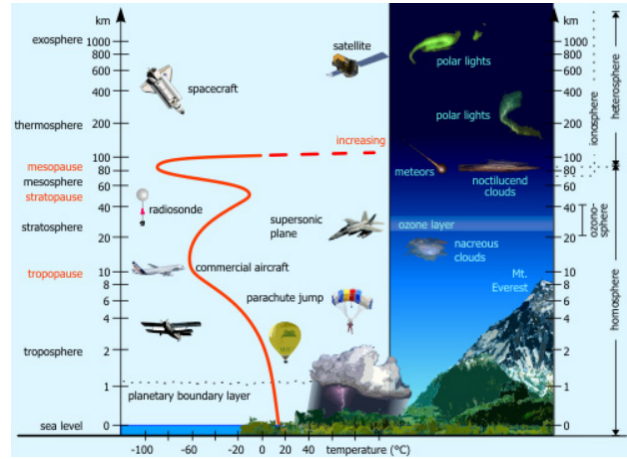 km
exosphere
1000
800
600
400
thermosphere
200
100
mesopause
80
mesosphere
60
stratopause
40
stratosphere
20
tropopause
10
8
6
4
troposphere
2
1
planetary boundary layer
sea level
0
-100
-60
-20
0
20
40
temperature (°C)
spacecraft
satellite
increasing
radiosonde
supersonic
plane
commercial aircraft
parachute jump
polar lights
polar lights
meteors
noctilucend
clouds
ozone layer
nacreous
clouds
Mt.
Everest
km
1000
800
600
400
200
100
80
60
40
20
10
8
6
4
2
1
0
ionosphere
ozono-
sphere
heterosphere
homosphere